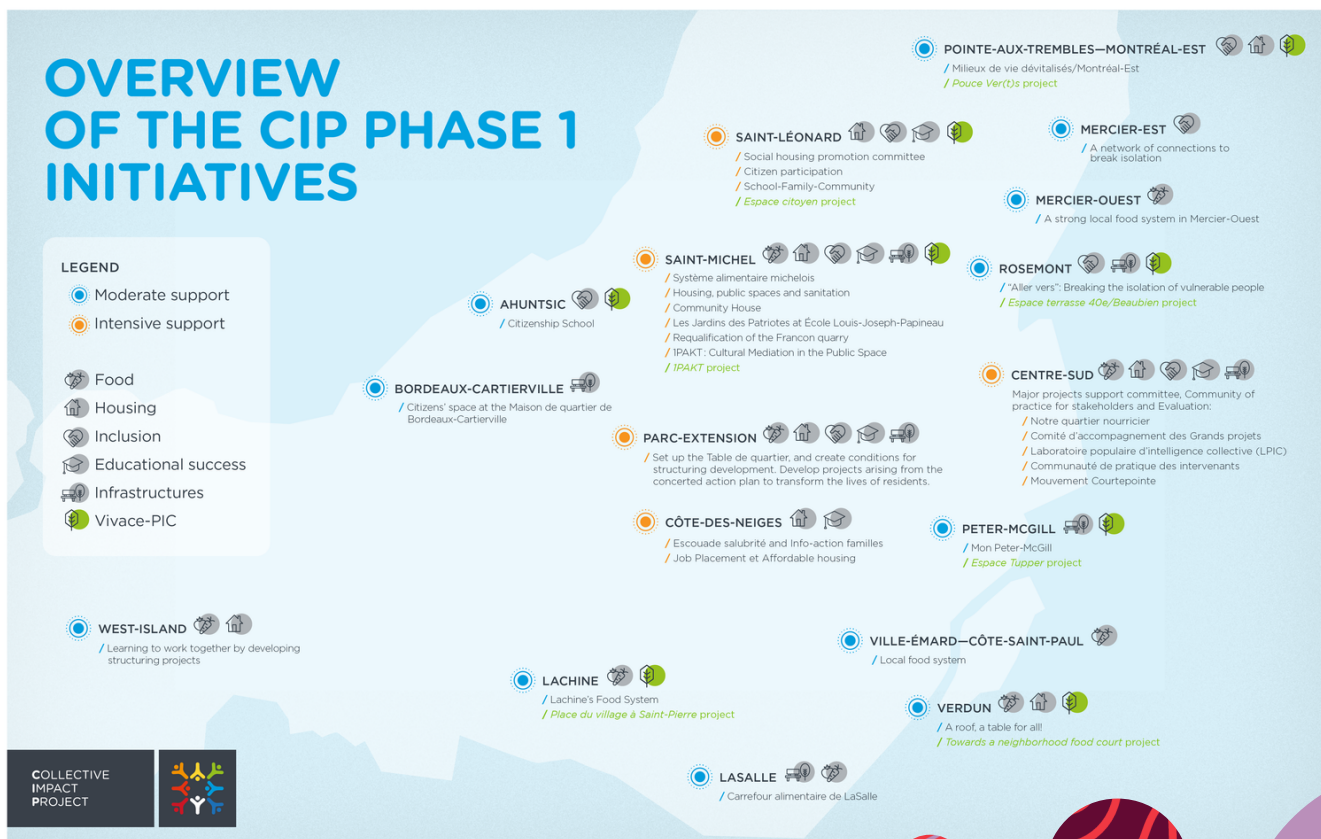 OVERVIEW
OF THE CIP PHASE 1
INITIATIVES
LEGEND
Moderate support
Intensive support
Food
Housing
Inclusion
Educational success
Infrastructures
Vivace-PIC
POINTE-AUX-TREMBLES—MONTRÉAL-EST
/ Milieux de vie dévitalisés/Montréal-Est
/ Pouce Ver(t)s project
SAINT-LÉONARD
/ Social housing promotion committee
/ Citizen participation
/ School-Family-Community
/ Espace citoyen project
MERCIER-EST
/ A network of connections to
break isolation
MERCIER-OUEST
/ A strong local food system in Mercier-Ouest
SAINT-MICHEL
/ Système alimentaire michelois
/ Housing, public spaces and sanitation
/ Community House
/ Les Jardins des Patriotes at École Louis-Joseph-Papineau
/ Requalification of the Francon quarry
/ 1PAKT: Cultural Mediation in the Public Space
/ 1PAKT project
ROSEMONT
/ "Aller vers": Breaking the isolation of vulnerable people
/ Espace terrasse 40e/Beaubien project
AHUNTSIC
/ Citizenship School
BORDEAUX-CARTIERVILLE
/ Citizens' space at the Maison de quartier de
Bordeaux-Cartierville
CENTRE-SUD
Major projects support committee, Community of
practice for stakeholders and Evaluation:
/ Notre quartier nourricier
/ Comité d'accompagnement des Grands projets
/ Laboratoire populaire d'intelligence collective (LPIC)
/ Communauté de pratique des intervenants
/ Mouvement Courtepointe
PARC-EXTENSION
/ Set up the Table de quartier, and create conditions for
structuring development. Develop projects arising from the
concerted action plan to transform the lives of residents.
CÔTE-DES-NEIGES
/ Escouade salubrité and Info-action familles
/ Job Placement et Affordable housing
PETER-MCGILL
/ Mon Peter-McGill
/ Espace Tupper project
WEST-ISLAND
/ Learning to work together by developing
structuring projects
VILLE-ÉMARD—CÔTE-SAINT-PAUL
/ Local food system
LACHINE
/ Lachine's Food System
/ Place du village à Saint-Pierre project
VERDUN
/ A roof, a table for all!
/ Towards a neighborhood food court project
LASALLE
/ Carrefour alimentaire de LaSalle
COLLECTIVE
IMPACT
PROJECT